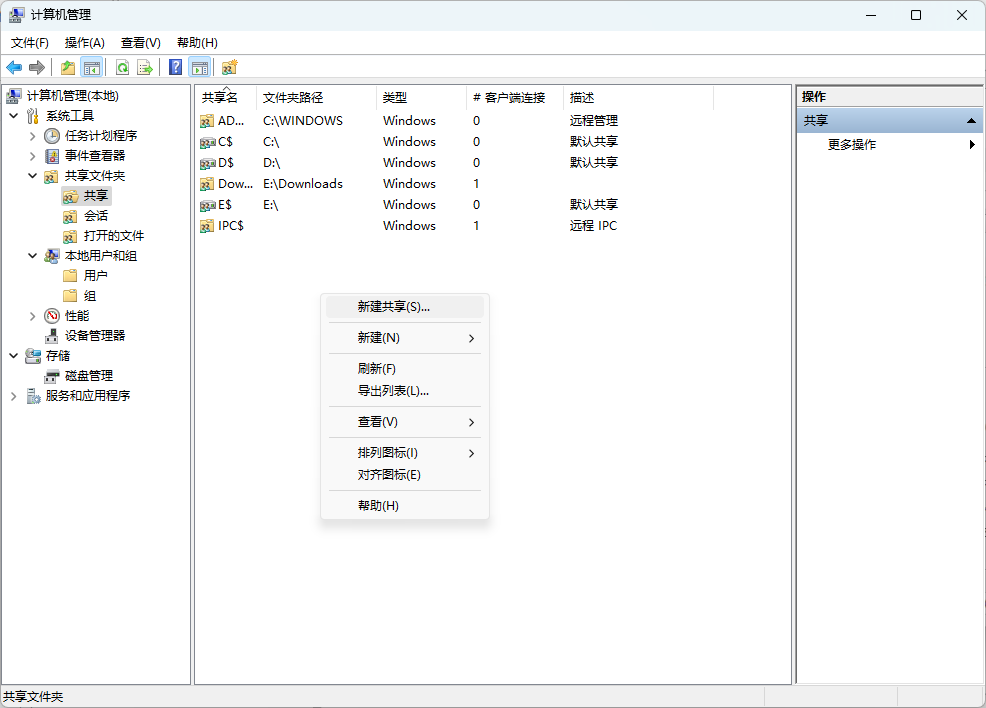 计算机管理
文件(F) 操作(A) 查看(V) 帮助(H)
计算机管理(本地)
系统工具
任务计划程序
事件查看器
共享文件夹
共享
会话
打开的文件
本地用户和组
用户
组
性能
设备管理器
存储
磁盘管理
服务和应用程序
共享名 文件夹路径 类型 # 客户端连接 描述
AD... C:\WINDOWS Windows 0 远程管理
C$ C:\ Windows 0 默认共享
D$ D:\ Windows 0 默认共享
Dow... E:\Downloads Windows 1
E$ E:\ Windows 0 默认共享
IPC$ Windows 1 远程 IPC
新建共享(S)...
新建(N)
刷新(F)
导出列表(L)...
查看(V)
排列图标(I)
对齐图标(E)
帮助(H)
操作
共享
更多操作
共享文件夹